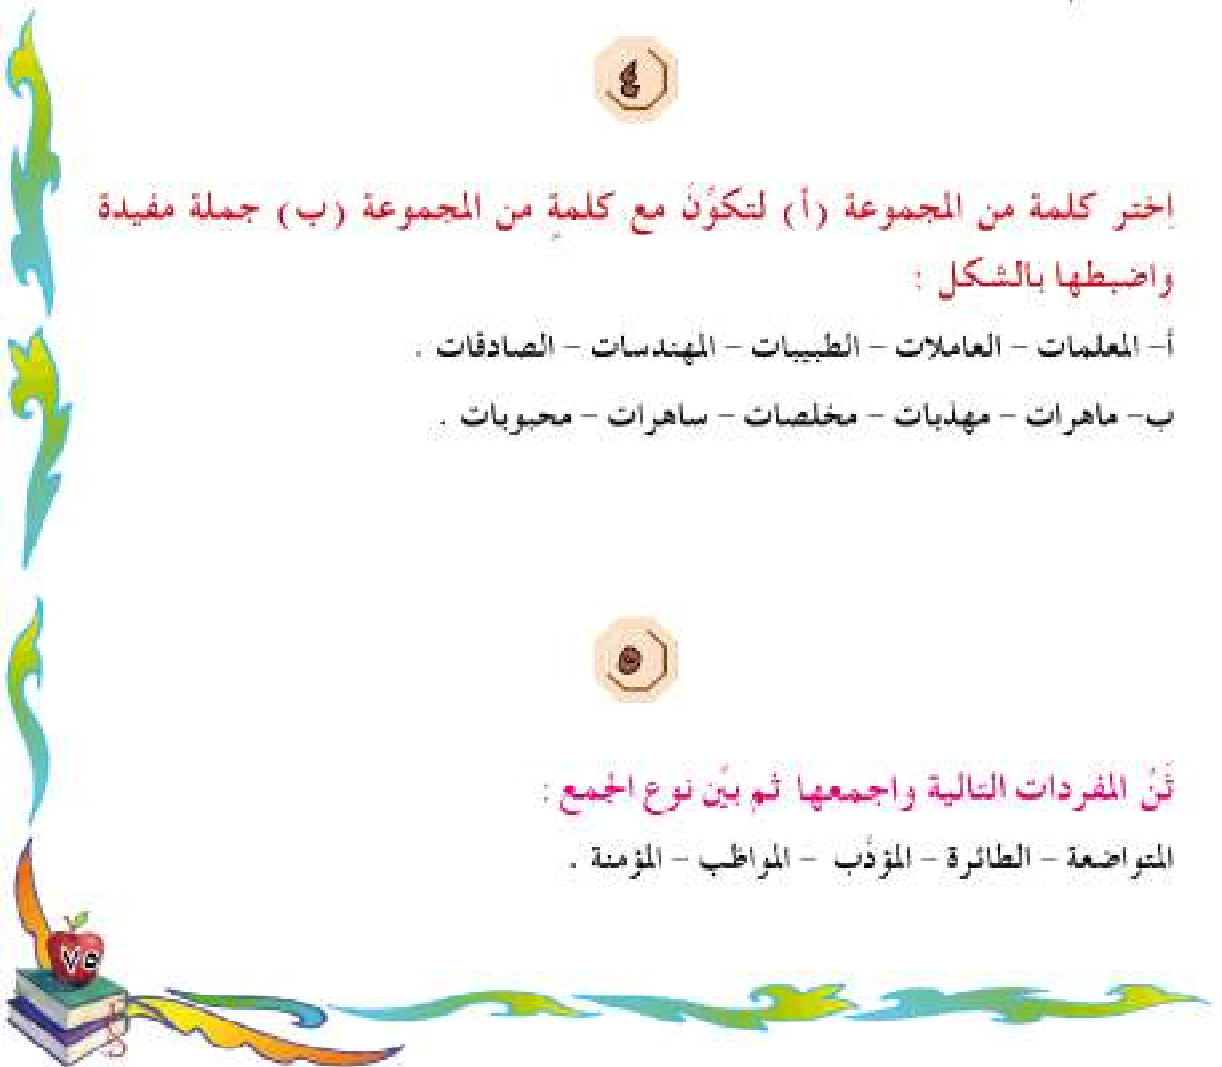 ٤
اِختر كلمة من المجموعة (أ) لتكوِّنَ مع كلمةٍ من المجموعة (ب) جملة مفيدة
واضبطها بالشكل :
أ– المعلمات – العاملات – الطبيبات – المهندسات – الصادقات .
ب– ماهرات – مهذبات – مخلصات – ساهرات – محبوبات .
٥
ثَنِّ المفردات التالية واجمعها ثم بيِّن نوع الجمع :
المتواضعة – الطائرة – المؤدَّب – المواظب – المؤمنة .
٧٥